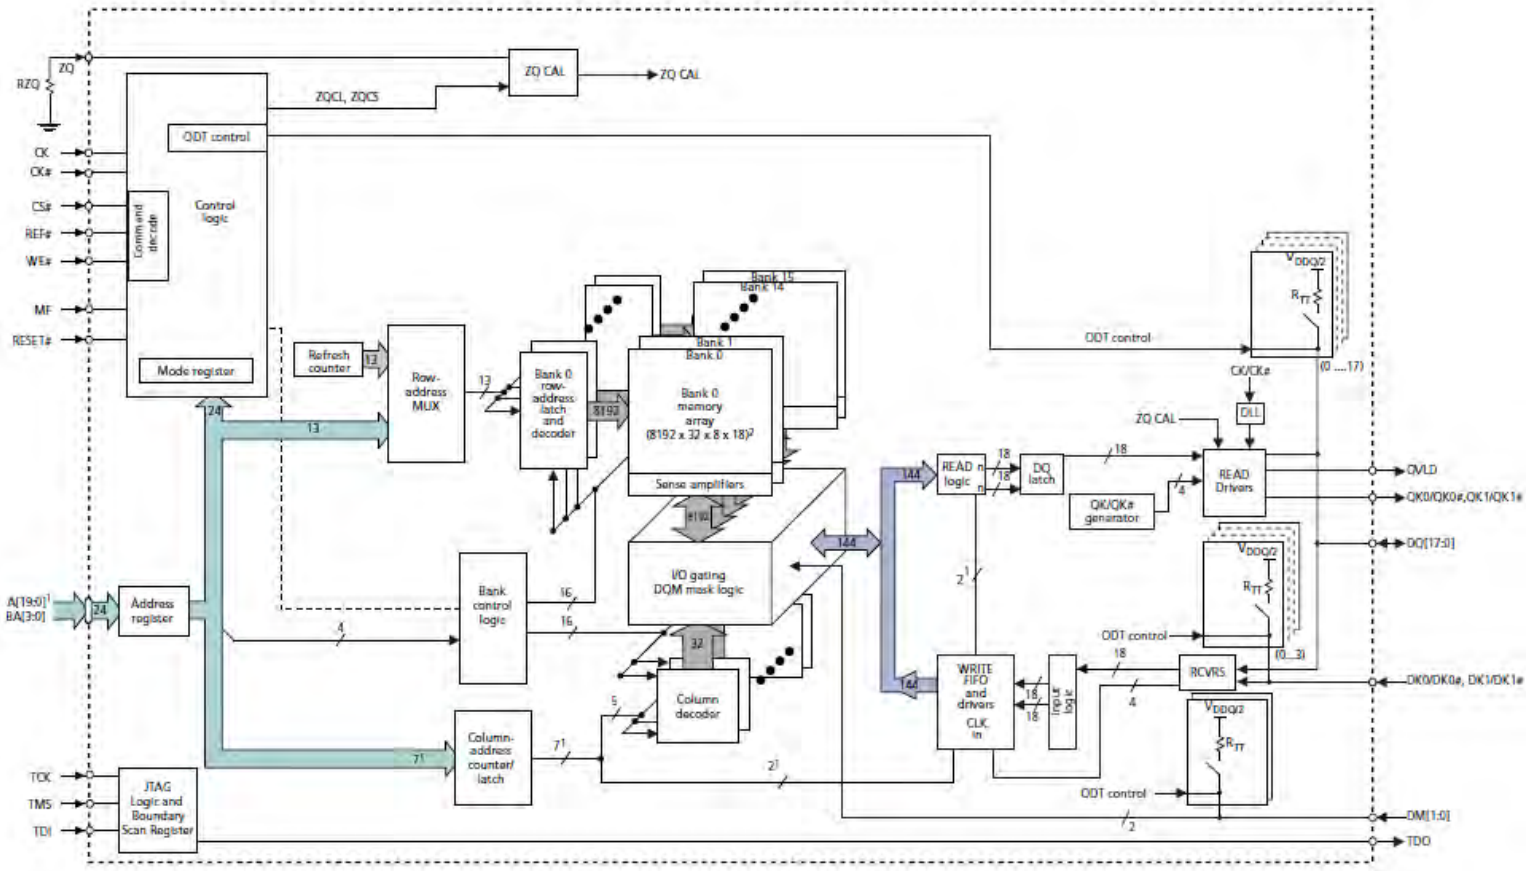 ZQ
RZQ
ZQ CAL
ZQ CAL
ZQCL, ZQCS
ODT control
CK
CK#
CS#
REF#
WE#
MF
RESET#
Command
decode
Control
logic
Mode register
Refresh
counter
13
Row-
address
MUX
13
Bank 0
row-
address
latch
and
decoder
8192
Bank 15
Bank 14
Bank 1
Bank 0
Bank 0
memory
array
(8192 x 32 x 8 x 18)²
Sense amplifiers
8192
24
13
ODT control
VDDQ/2
RTT
(0 ....17)
CK/CK#
DLL
ZQ CAL
144
READ
logic
n
n
18
18
DQ
latch
18
QK/QK#
generator
4
READ
Drivers
QVLD
QK0/QK0#,QK1/QK1#
DQ[17:0]
144
I/O gating
DQM mask logic
2¹
VDDQ/2
RTT
ODT control
(0...3)
A[19:0]¹
BA[3:0]
24
Address
register
4
Bank
control
logic
16
16
32
Column
decoder
5
144
WRITE
FIFO
and
drivers
CLK
in
18
18
Input
logic
18
4
RCVRS
DK0/DK0#, DK1/DK1#
7¹
Column-
address
counter/
latch
7¹
2¹
VDDQ/2
RTT
ODT control
2
DM[1:0]
TCK
TMS
TDI
JTAG
Logic and
Boundary
Scan Register
TDO